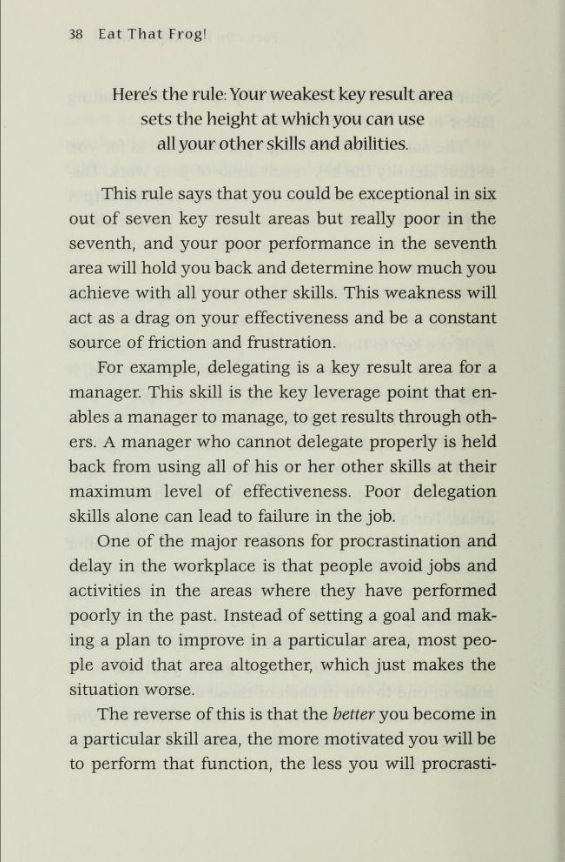 38 Eat That Frog!
Here's the rule: Your weakest key result area
sets the height at which you can use
all your other skills and abilities.
This rule says that you could be exceptional in six
out of seven key result areas but really poor in the
seventh, and your poor performance in the seventh
area will hold you back and determine how much you
achieve with all your other skills. This weakness will
act as a drag on your effectiveness and be a constant
source of friction and frustration.
For example, delegating is a key result area for a
manager. This skill is the key leverage point that en-
ables a manager to manage, to get results through oth-
ers. A manager who cannot delegate properly is held
back from using all of his or her other skills at their
maximum level of effectiveness. Poor delegation
skills alone can lead to failure in the job.
One of the major reasons for procrastination and
delay in the workplace is that people avoid jobs and
activities in the areas where they have performed
poorly in the past. Instead of setting a goal and mak-
ing a plan to improve in a particular area, most peo-
ple avoid that area altogether, which just makes the
situation worse.
The reverse of this is that the better you become in
a particular skill area, the more motivated you will be
to perform that function, the less you will procrasti-